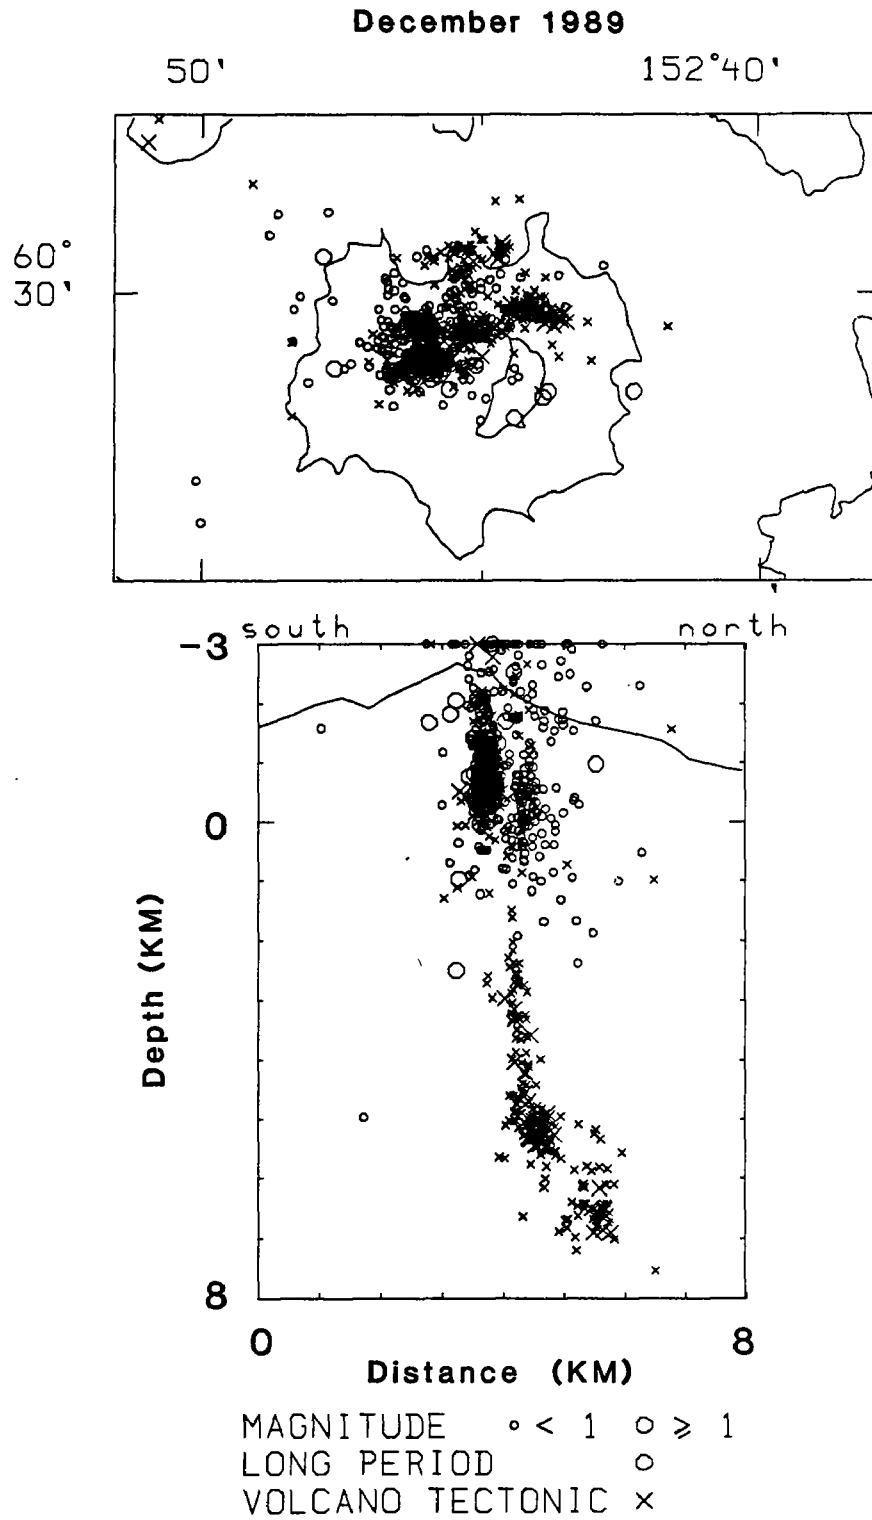 December 1989
50' 152°40'
60°
30'
south north
-3
0
Depth (KM)
8
0 8
Distance (KM)
MAGNITUDE o < 1 O ≥ 1
LONG PERIOD O
VOLCANO TECTONIC ×